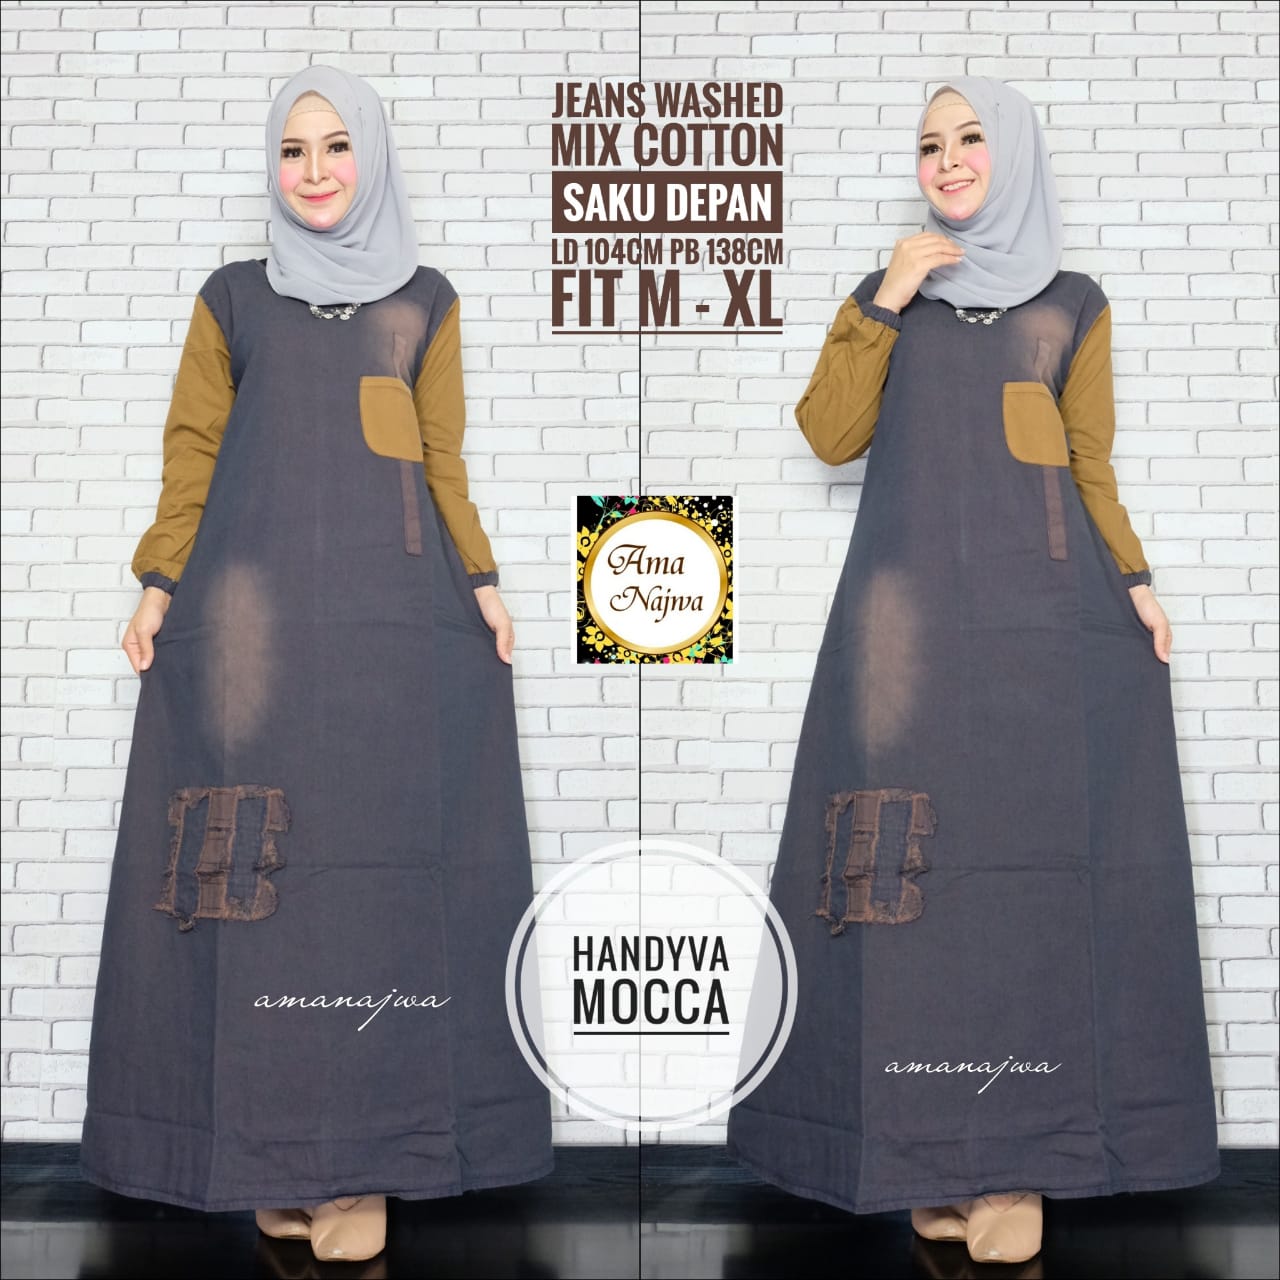 JEANS WASHED
MIX COTTON
SAKU DEPAN
LD 104CM PB 138CM
FIT M - XL
Ama
Najwa
HANDYVA
MOCCA
amanajwa
amanajwa